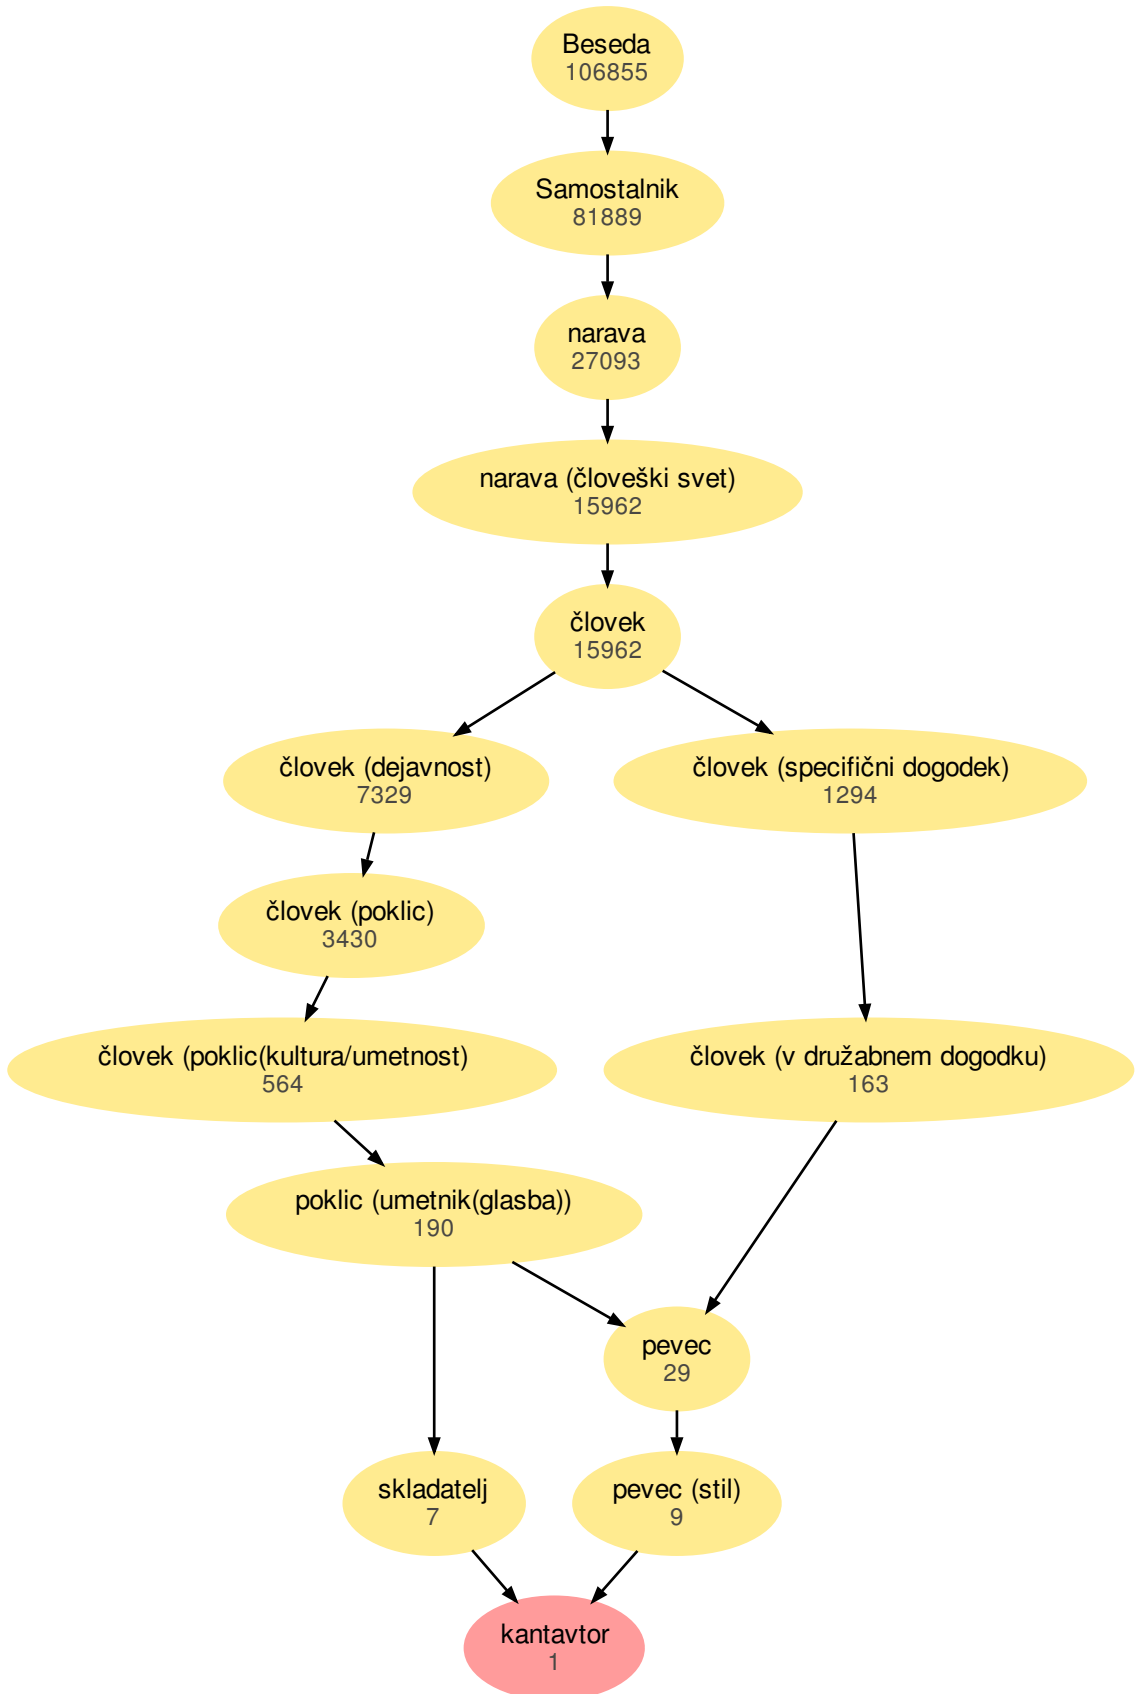 Beseda
106855
Samostalnik
81889
narava
27093
narava (človeški svet)
15962
človek
15962
človek (dejavnost)
7329
človek (specifični dogodek)
1294
človek (poklic)
3430
človek (poklic(kultura/umetnost)
564
človek (v družabnem dogodku)
163
poklic (umetnik(glasba))
190
pevec
29
skladatelj
7
pevec (stil)
9
kantavtor
1